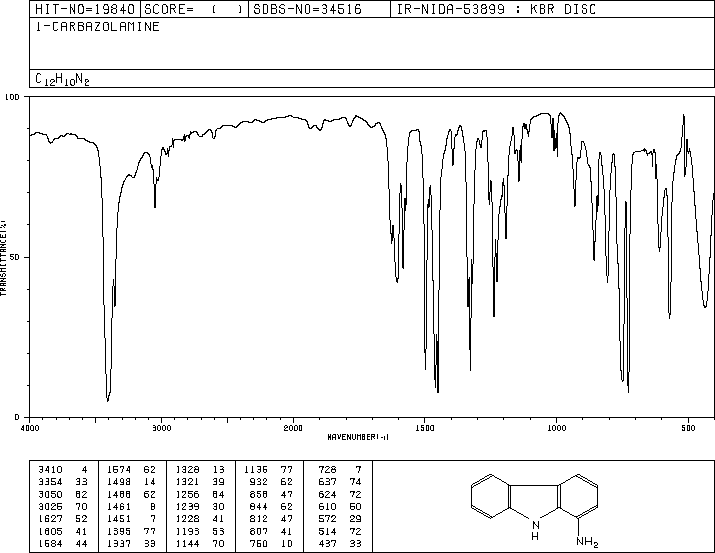 HIT-NO=19840 SCORE= ( ) SDBS-NO=34516 IR-NIDA-53899 : KBR DISC
1-CARBAZOLAMINE
C12H10N2
100
50
0
TRANSMITTANCE(%)
4000 3000 2000 1500 1000 500
WAVENUMBER(-1)
3410 4 1574 62 1328 13 1136 77 728 7
3354 33 1498 14 1321 39 932 62 637 74
3050 62 1488 62 1256 64 858 47 624 72
3025 70 1461 8 1239 30 844 62 610 50
1627 52 1451 7 1228 41 812 47 572 29
1605 41 1395 77 1193 53 807 41 514 72
1584 44 1337 33 1144 70 750 10 437 33
N
H
NH2